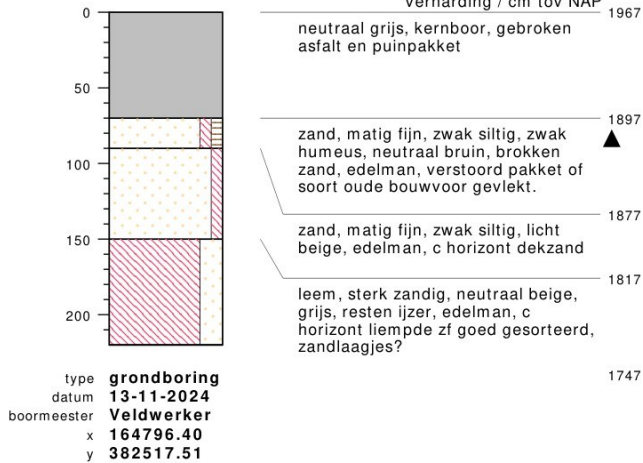 verharding / cm tov NAP
0
1967
neutraal grijs, kernboor, gebroken
asfalt en puinpakket
50
1897
zand, matig fijn, zwak siltig, zwak
humeus, neutraal bruin, brokken
zand, edelman, verstoord pakket of
soort oude bouwvoor gevlekt.
100
1877
zand, matig fijn, zwak siltig, licht
beige, edelman, c horizont dekzand
150
1817
leem, sterk zandig, neutraal beige,
grijs, resten ijzer, edelman, c
horizont liempde zf goed gesorteerd,
zandlaagjes?
200
1747
type grondboring
datum 13-11-2024
boormeester Veldwerker
x 164796.40
y 382517.51